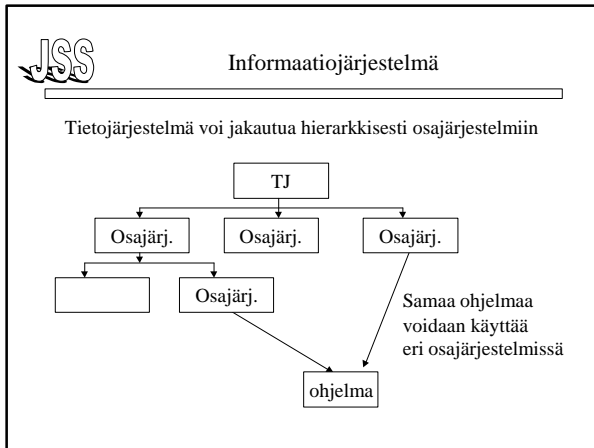 JSS
Informaatiojärjestelmä
Tietojärjestelmä voi jakautua hierarkkisesti osajärjestelmiin
TJ
Osajärj. Osajärj. Osajärj.
Osajärj.
Samaa ohjelmaa
voidaan käyttää
eri osajärjestelmissä
ohjelma